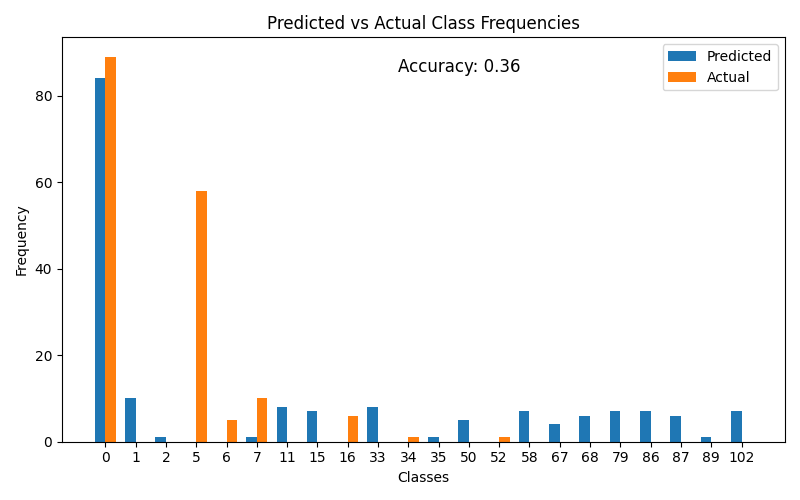 Predicted vs Actual Class Frequencies
Accuracy: 0.36
Predicted
Actual
Frequency
80
60
40
20
0
0 1 2 5 6 7 11 15 16 33 34 35 50 52 58 67 68 79 86 87 89 102
Classes